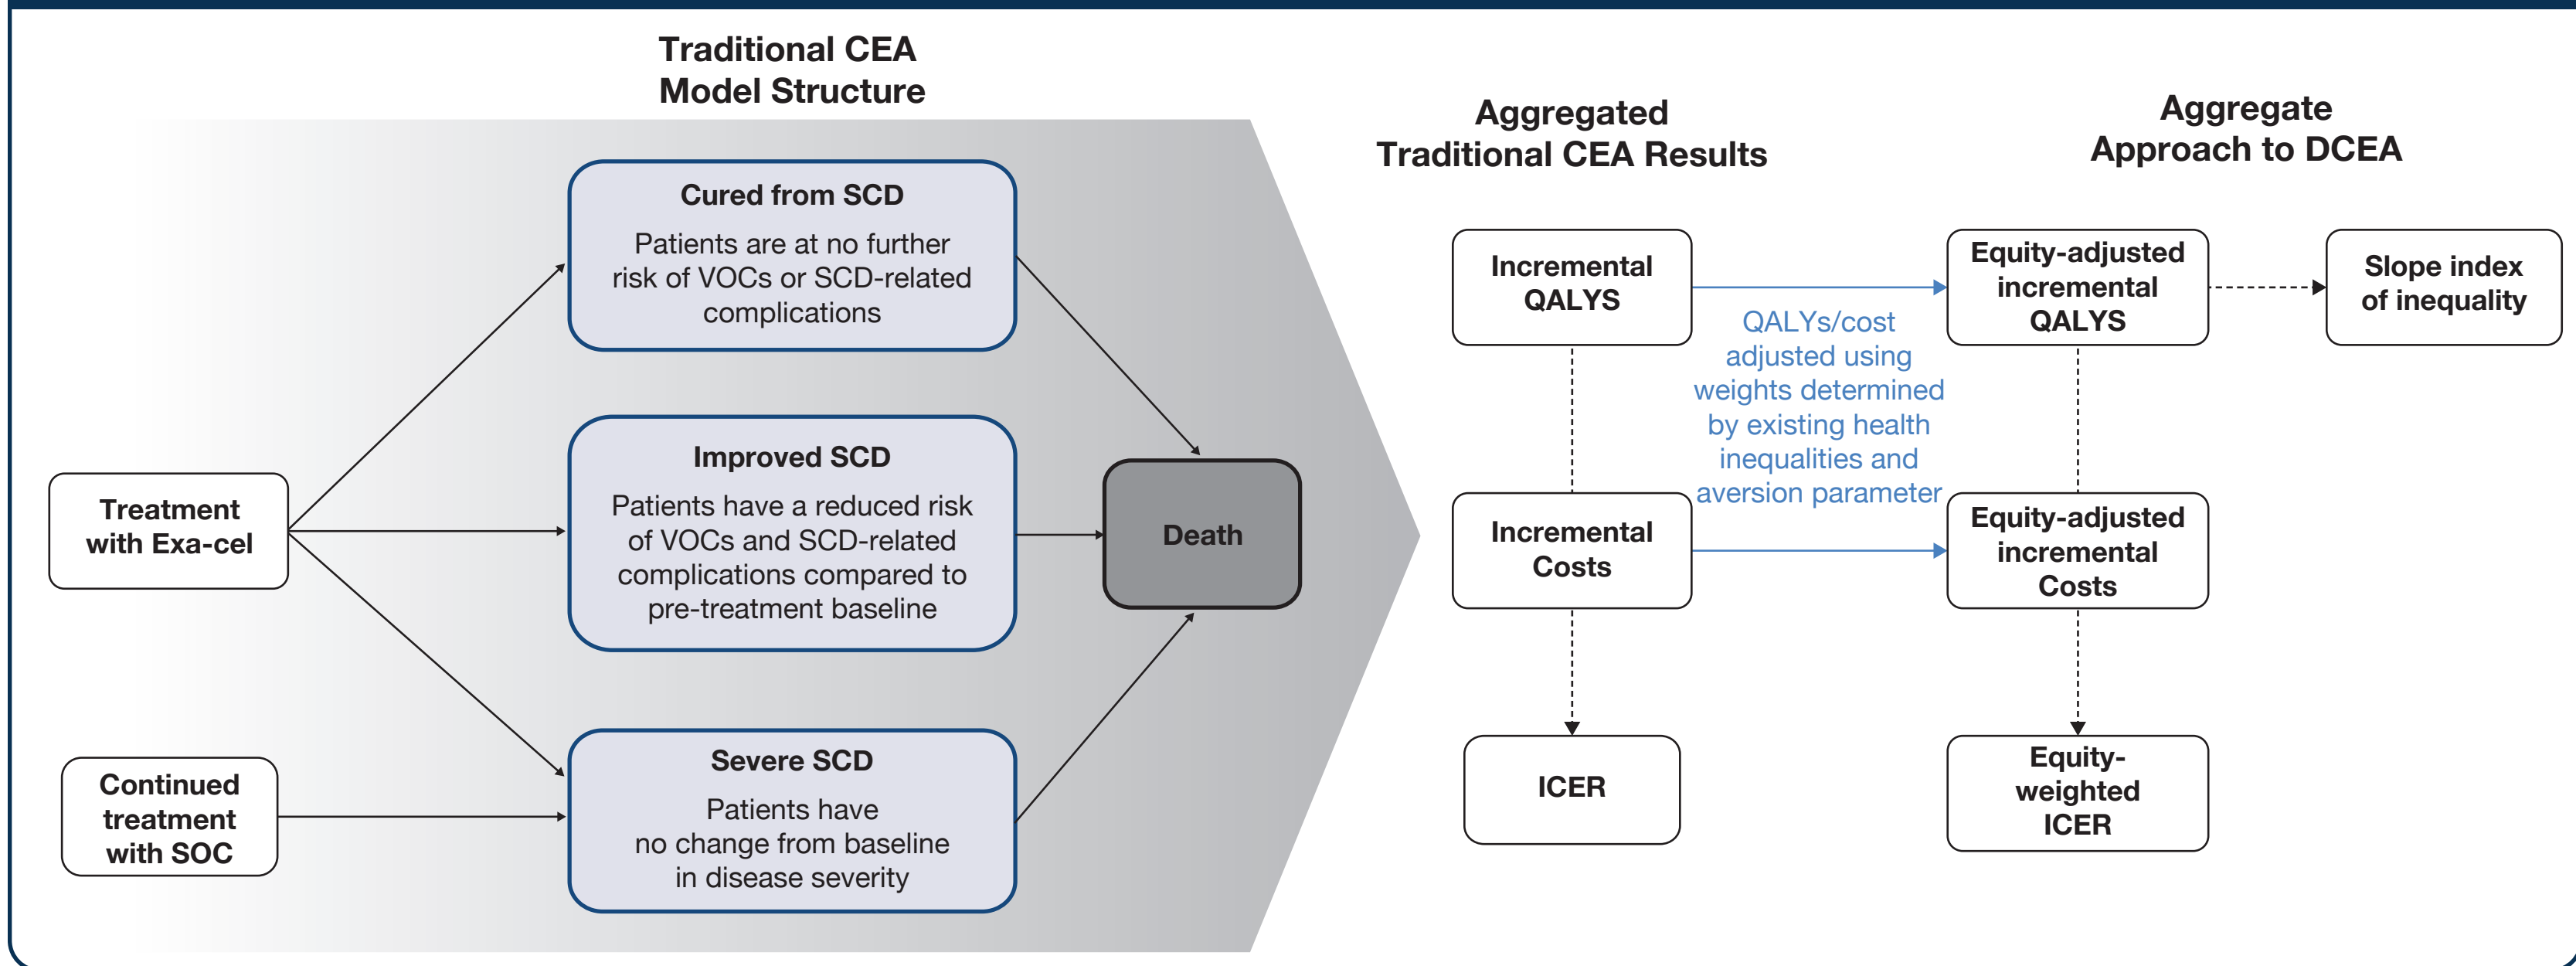 Traditional CEA
Model Structure
Treatment
with Exa-cel
Continued
treatment
with SOC
Cured from SCD
Patients are at no further
risk of VOCs or SCD-related
complications
Improved SCD
Patients have a reduced risk
of VOCs and SCD-related
complications compared to
pre-treatment baseline
Severe SCD
Patients have
no change from baseline
in disease severity
Death
Aggregated
Traditional CEA Results
Incremental
QALYS
Incremental
Costs
ICER
QALYs/cost
adjusted using
weights determined
by existing health
inequalities and
aversion parameter
Aggregate
Approach to DCEA
Equity-adjusted
incremental
QALYS
Slope index
of inequality
Equity-adjusted
incremental
Costs
Equity-
weighted
ICER